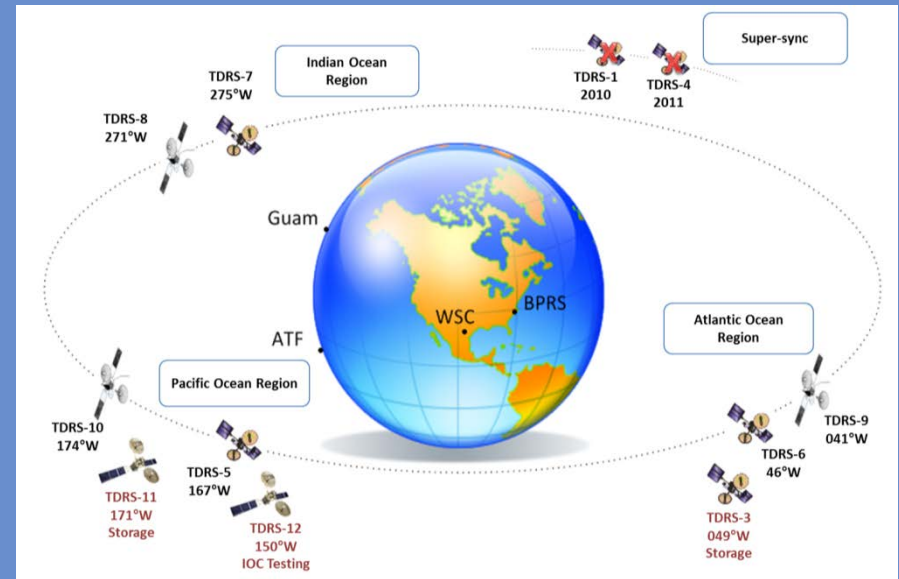 Super-sync
TDRS-1
2010
TDRS-4
2011
Indian Ocean
Region
TDRS-7
275°W
TDRS-8
271°W
Guam
ATF
WSC
BPRS
Atlantic Ocean
Region
Pacific Ocean Region
TDRS-10
174°W
TDRS-11
171°W
Storage
TDRS-5
167°W
TDRS-12
150°W
IOC Testing
TDRS-9
041°W
TDRS-6
46°W
TDRS-3
049°W
Storage